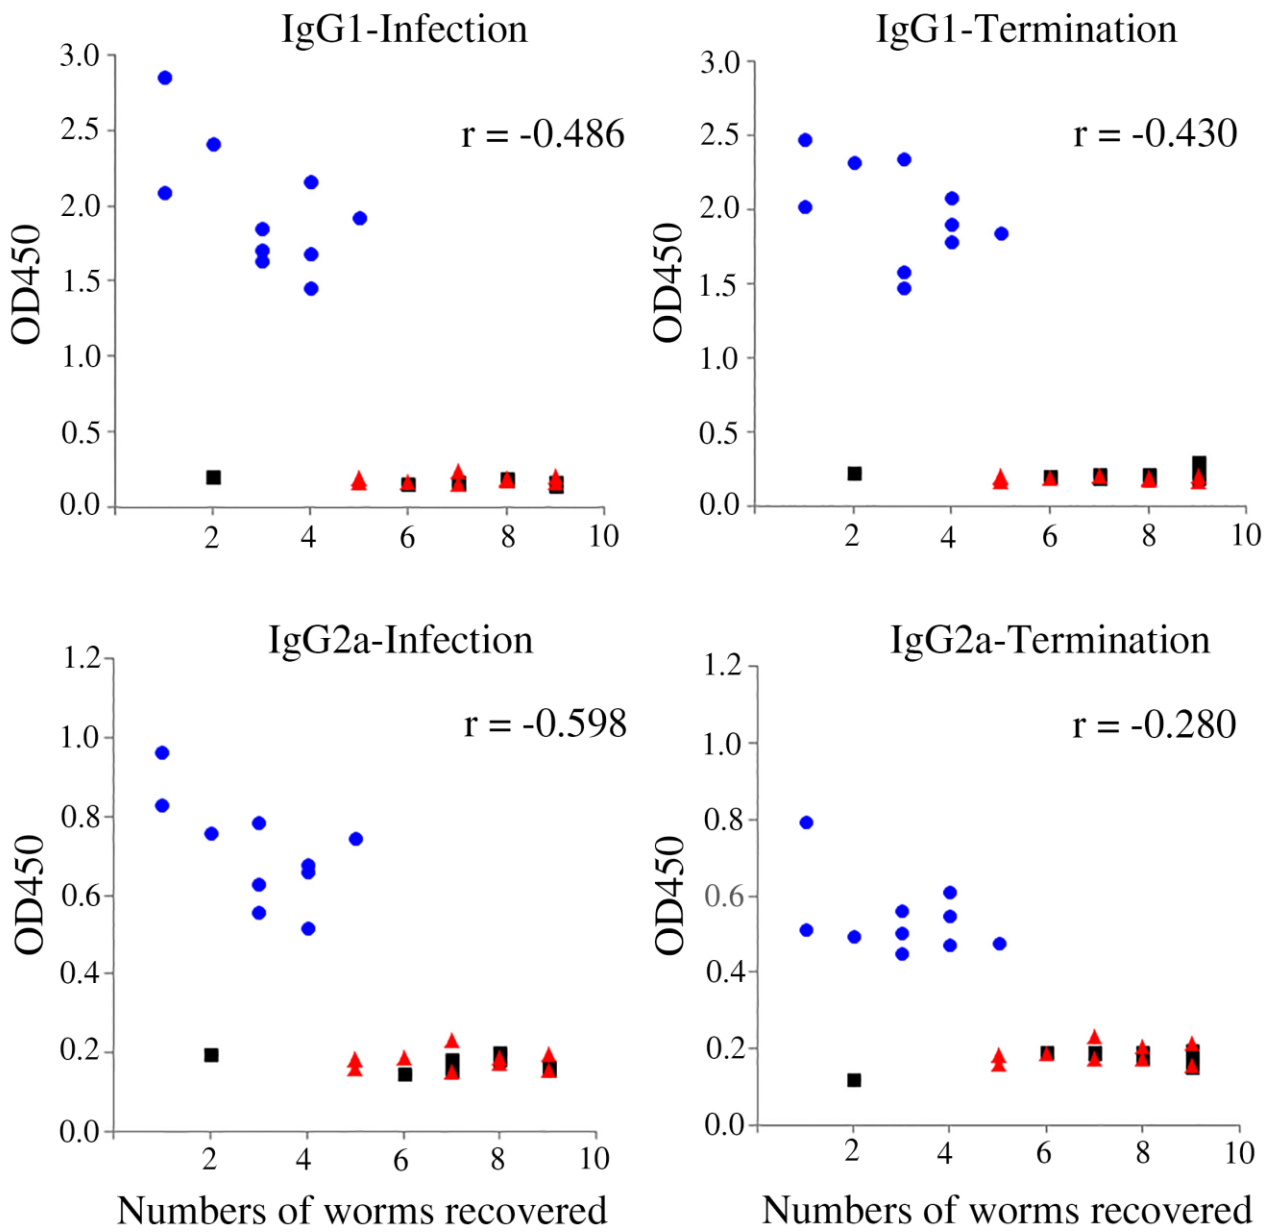 IgG1-Infection
r = -0.486
OD450
3.0
2.5
2.0
1.5
1.0
0.5
0.0
2 4 6 8 10
IgG1-Termination
r = -0.430
OD450
3.0
2.5
2.0
1.5
1.0
0.5
0.0
2 4 6 8 10
IgG2a-Infection
r = -0.598
OD450
1.2
1.0
0.8
0.6
0.4
0.2
0.0
2 4 6 8 10
Numbers of worms recovered
IgG2a-Termination
r = -0.280
OD450
1.2
1.0
0.8
0.6
0.4
0.2
0.0
2 4 6 8 10
Numbers of worms recovered